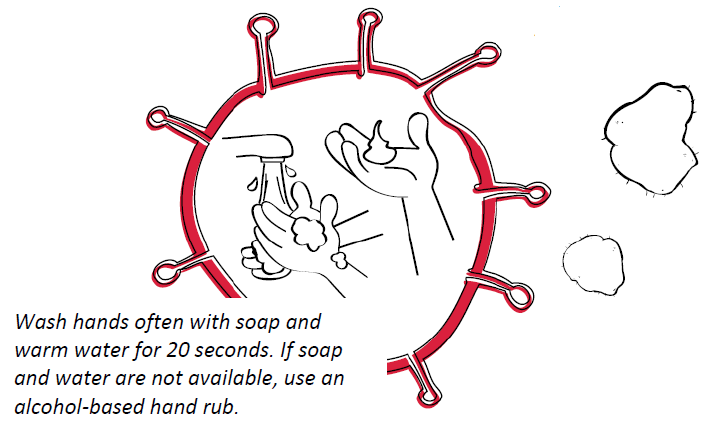 Wash hands often with soap and
warm water for 20 seconds. If soap
and water are not available, use an
alcohol-based hand rub.